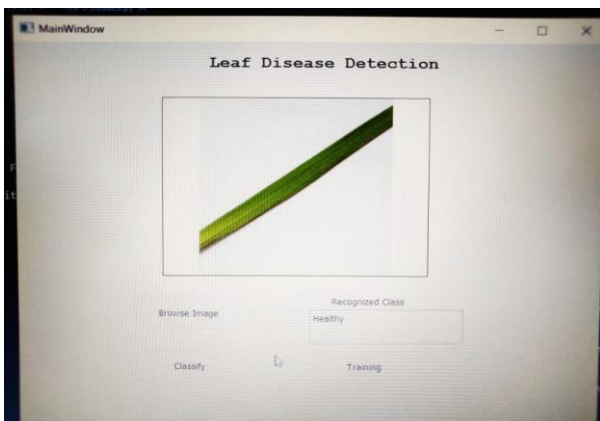 MainWindow
Leaf Disease Detection
Recognized Class
Browse Image
Healthy
Classify
Training